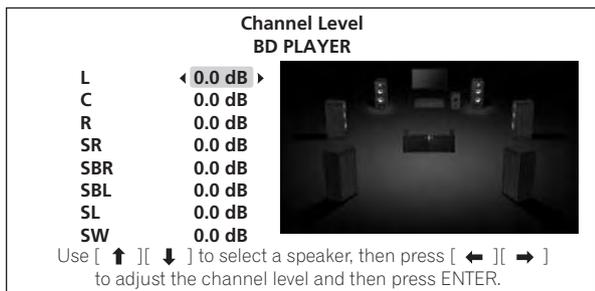 Channel Level
BD PLAYER
L 0.0 dB
C 0.0 dB
R 0.0 dB
SR 0.0 dB
SBR 0.0 dB
SBL 0.0 dB
SL 0.0 dB
SW 0.0 dB
Use [ ↑ ][ ↓ ] to select a speaker, then press [ ← ][ → ]
to adjust the channel level and then press ENTER.